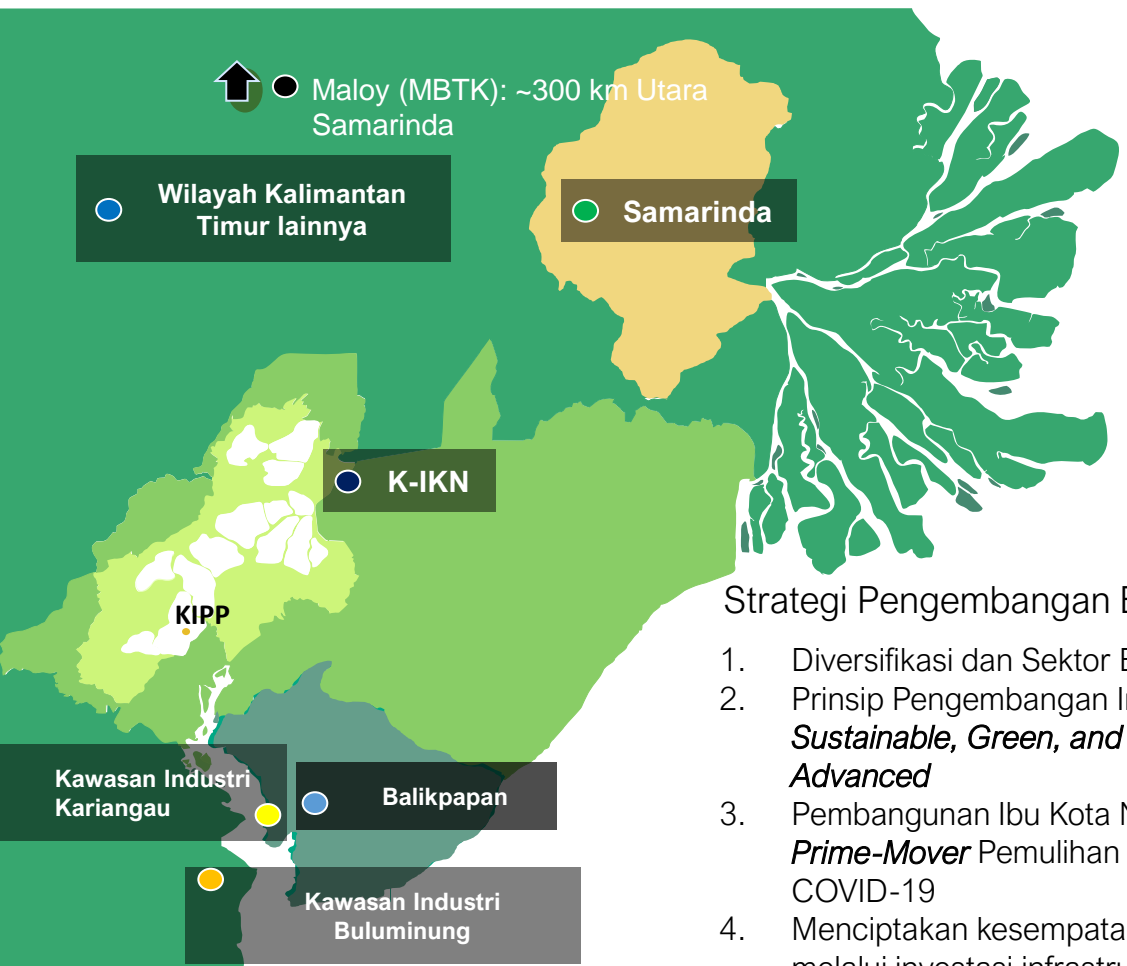 Maloy (MBTK): ~300 km Utara
Samarinda
Wilayah Kalimantan
Timur lainnya
Samarinda
K-IKN
KIPP
Kawasan Industri
Kariangau
Balikpapan
Kawasan Industri
Buluminung
Strategi Pengembangan
1. Diversifikasi dan Sektor
2. Prinsip Pengembangan
Sustainable, Green, and
Advanced
3. Pembangunan Ibu Kota
Prime-Mover Pemulihan
COVID-19
4. Menciptakan
melalui investasi